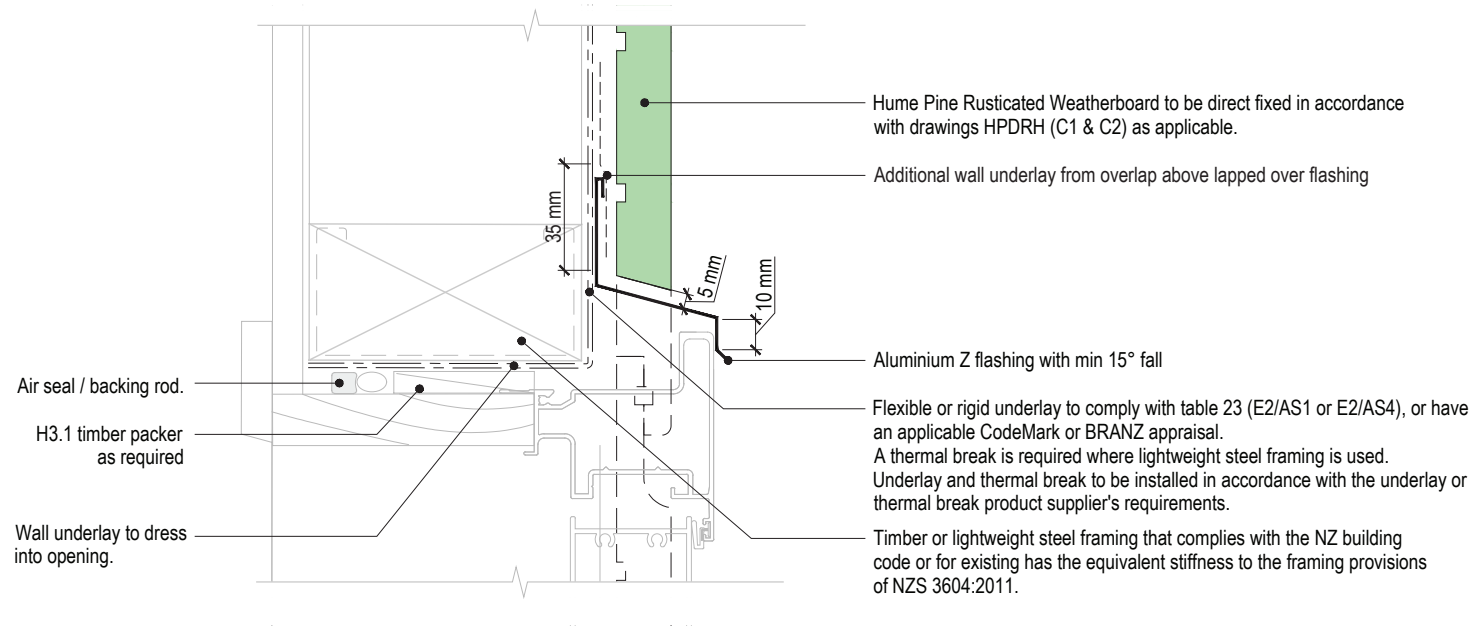 Hume Pine Rusticated Weatherboard to be direct fixed in accordance
with drawings HPDRH (C1 & C2) as applicable.
Additional wall underlay from overlap above lapped over flashing
35 mm
5 mm
10 mm
Aluminium Z flashing with min 15° fall
Air seal / backing rod.
H3.1 timber packer
as required
Wall underlay to dress
into opening.
Flexible or rigid underlay to comply with table 23 (E2/AS1 or E2/AS4), or have
an applicable CodeMark or BRANZ appraisal.
A thermal break is required where lightweight steel framing is used.
Underlay and thermal break to be installed in accordance with the underlay or
thermal break product supplier's requirements.
Timber or lightweight steel framing that complies with the NZ building
code or for existing has the equivalent stiffness to the framing provisions
of NZS 3604:2011.